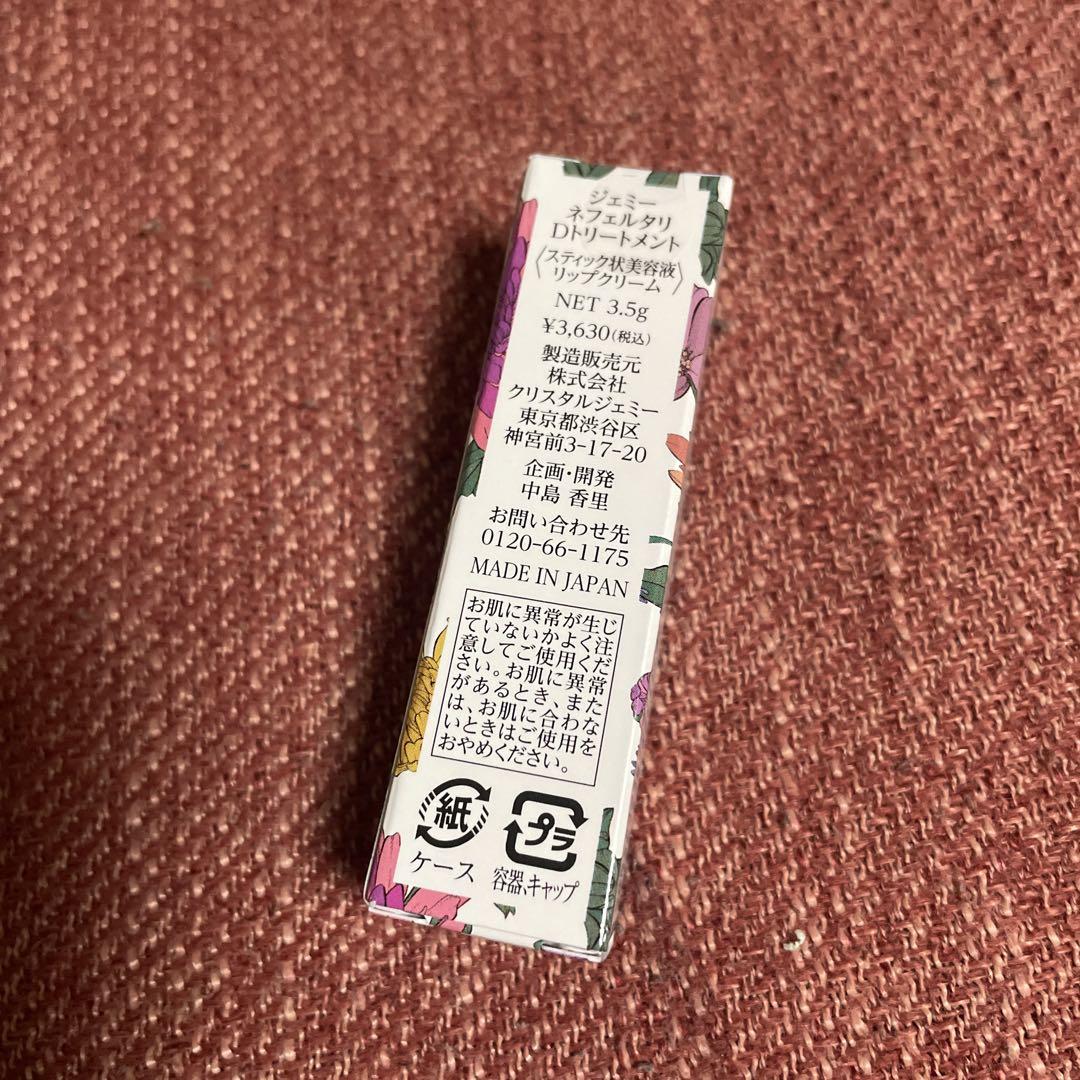 ジェミー
ネフェルタリ
Dトリートメント
〈スティック状美容液
リップクリーム〉
NET 3.5g
¥3,630(税込)
製造販売元
株式会社
クリスタルジェミー
東京都渋谷区
神宮前3-17-20
企画・開発
中島 香里
お問い合わせ先
0120-66-1175
MADE IN JAPAN
お肌に異常が生じ
ていないかよく注
意してご使用くだ
さい。お肌に異常
があるとき、また
は、お肌に合わな
いときはご使用を
おやめください。
紙
プラ
ケース
容器、キャップ